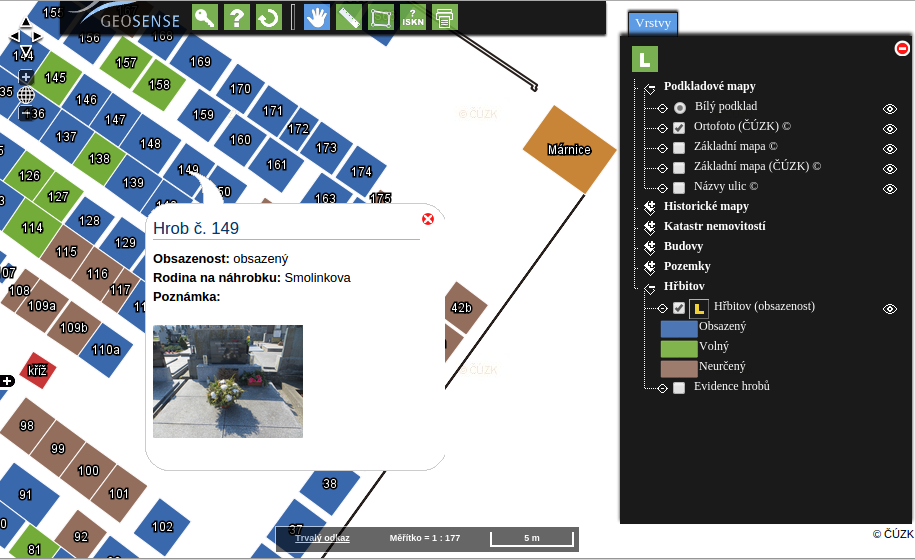 GEOSENSE
?
?
ISKN
155
156
168
169
144
145
157
158
170
135
136
146
147
159
171
172
137
148
160
173
138
149
161
174
126
139
150
163
175
127
128
114
129
115
116
107
108
117
109a
109b
110a
kříž
Márnice
© ČÚZK
Hrob č. 149
Obsazenost: obsazený
Rodina na náhrobku: Smolinkova
Poznámka:
42b
© ČÚZK
98
99
100
101
91
102
92
81
38
37
Trvalý odkaz
Měřítko = 1 : 177
5 m
Vrstvy
L
Podkladové mapy
Bílý podklad
Ortofoto (ČÚZK) ©
Základní mapa ©
Základní mapa (ČÚZK) ©
Názvy ulic ©
Historické mapy
Katastr nemovitostí
Budovy
Pozemky
Hřbitov
L Hřbitov (obsazenost)
Obsazený
Volný
Neurčený
Evidence hrobů
© ČÚZK